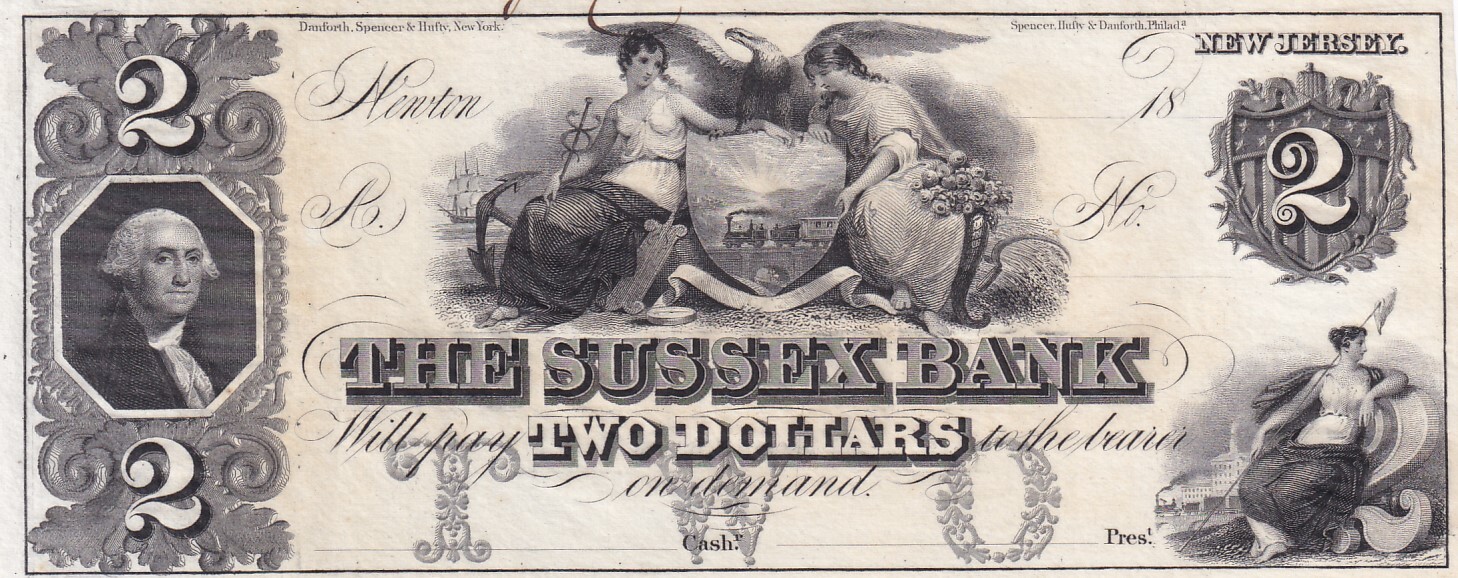 Danforth, Spencer & Hufty, New York.
Spencer, Hufty & Danforth, Philadª
NEW JERSEY.
2
Newton
18
2
A.
No.
THE SUSSEX BANK
Will pay TWO DOLLARS to the bearer
TWO
on demand.
2
Cashr.
Prest.
2